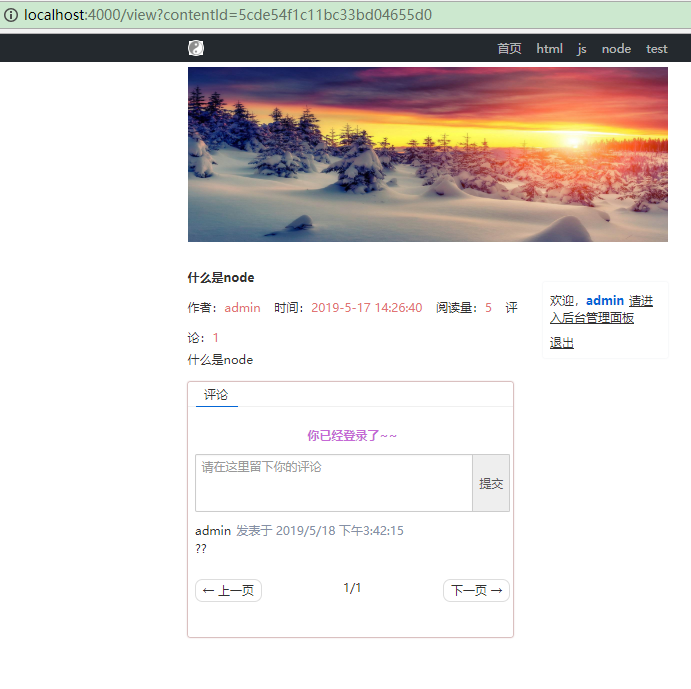 localhost:4000/view?contentId=5cde54f1c11bc33bd04655d0
首页 html js node test
什么是node
作者：admin 时间：2019-5-17 14:26:40 阅读量：5 评
论：1
什么是node
欢迎，admin 请进
入后台管理面板
退出
评论
你已经登录了~~
请在这里留下你的评论
提交
admin 发表于 2019/5/18 下午3:42:15
??
← 上一页 1/1 下一页 →